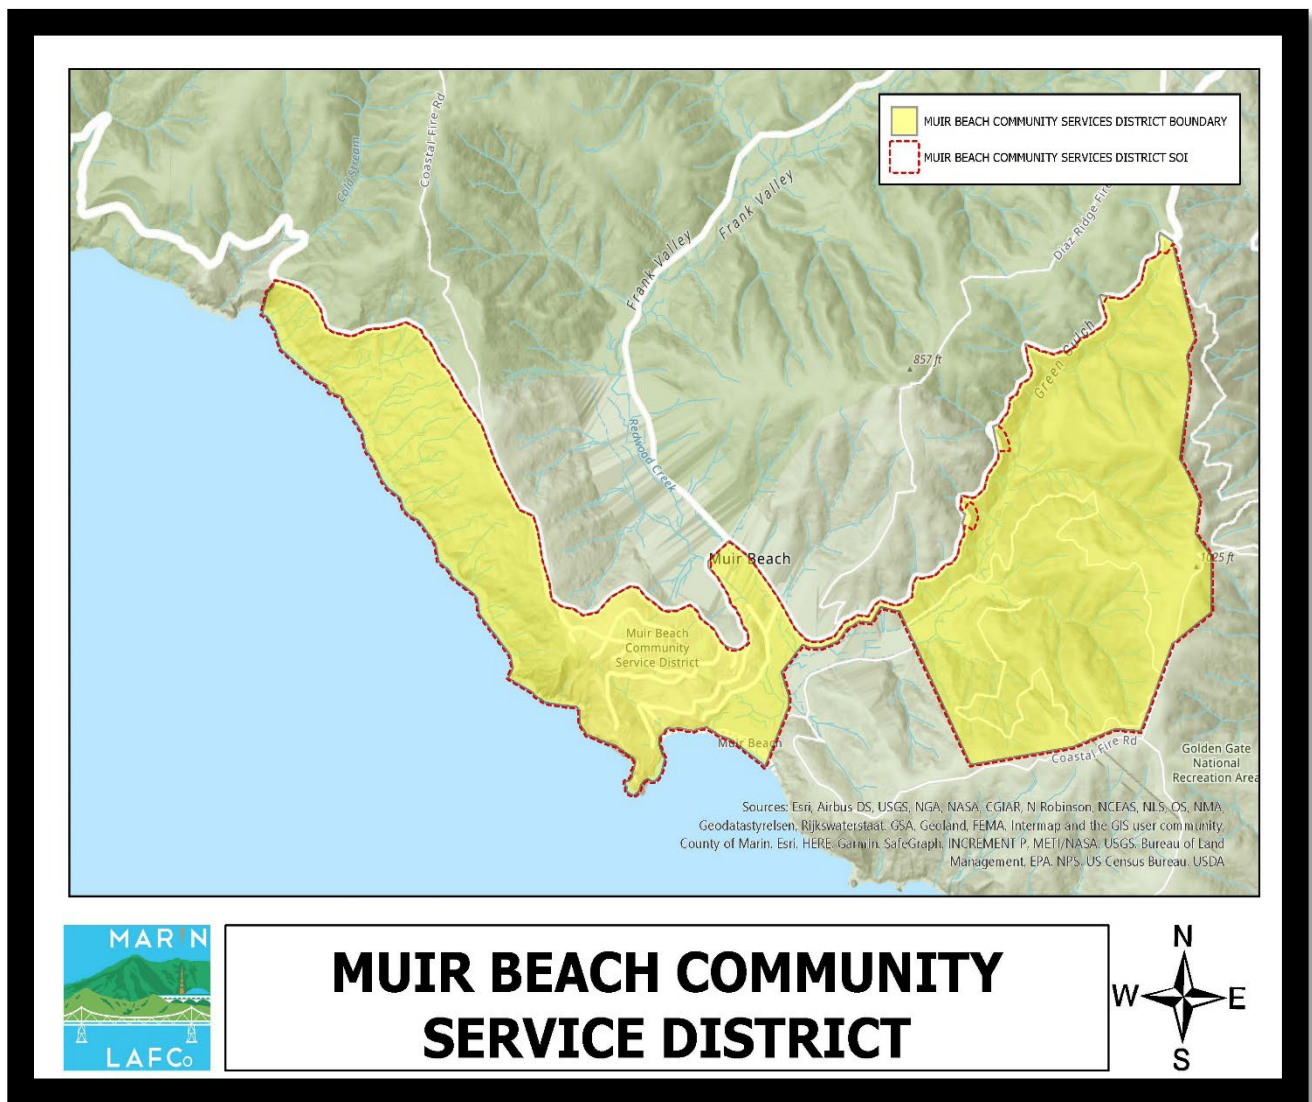 MUIR BEACH COMMUNITY SERVICES DISTRICT BOUNDARY
MUIR BEACH COMMUNITY SERVICES DISTRICT SOI
Coastal Fire Rd
Cold Stream
Frank Valley
Frank Valley
Diaz Ridge Fire
857 ft
Green Gulch
Redwood Creek
Muir Beach
1025 ft
Muir Beach
Community
Service District
Muir Beach
Coastal Fire Rd
Golden Gate
National
Recreation Area
Sources: Esri, Airbus DS, USGS, NGA, NASA, CGIAR, N Robinson, NCEAS, NLS, OS, NMA,
Geodatastyrelsen, Rijkswaterstaat, GSA, Geoland, FEMA, Intermap and the GIS user community,
County of Marin, Esri, HERE, Garmin, SafeGraph, INCREMENT P, METI/NASA, USGS, Bureau of Land
Management, EPA, NPS, US Census Bureau, USDA
MARIN
LAFCo
MUIR BEACH COMMUNITY
SERVICE DISTRICT
N
W E
S